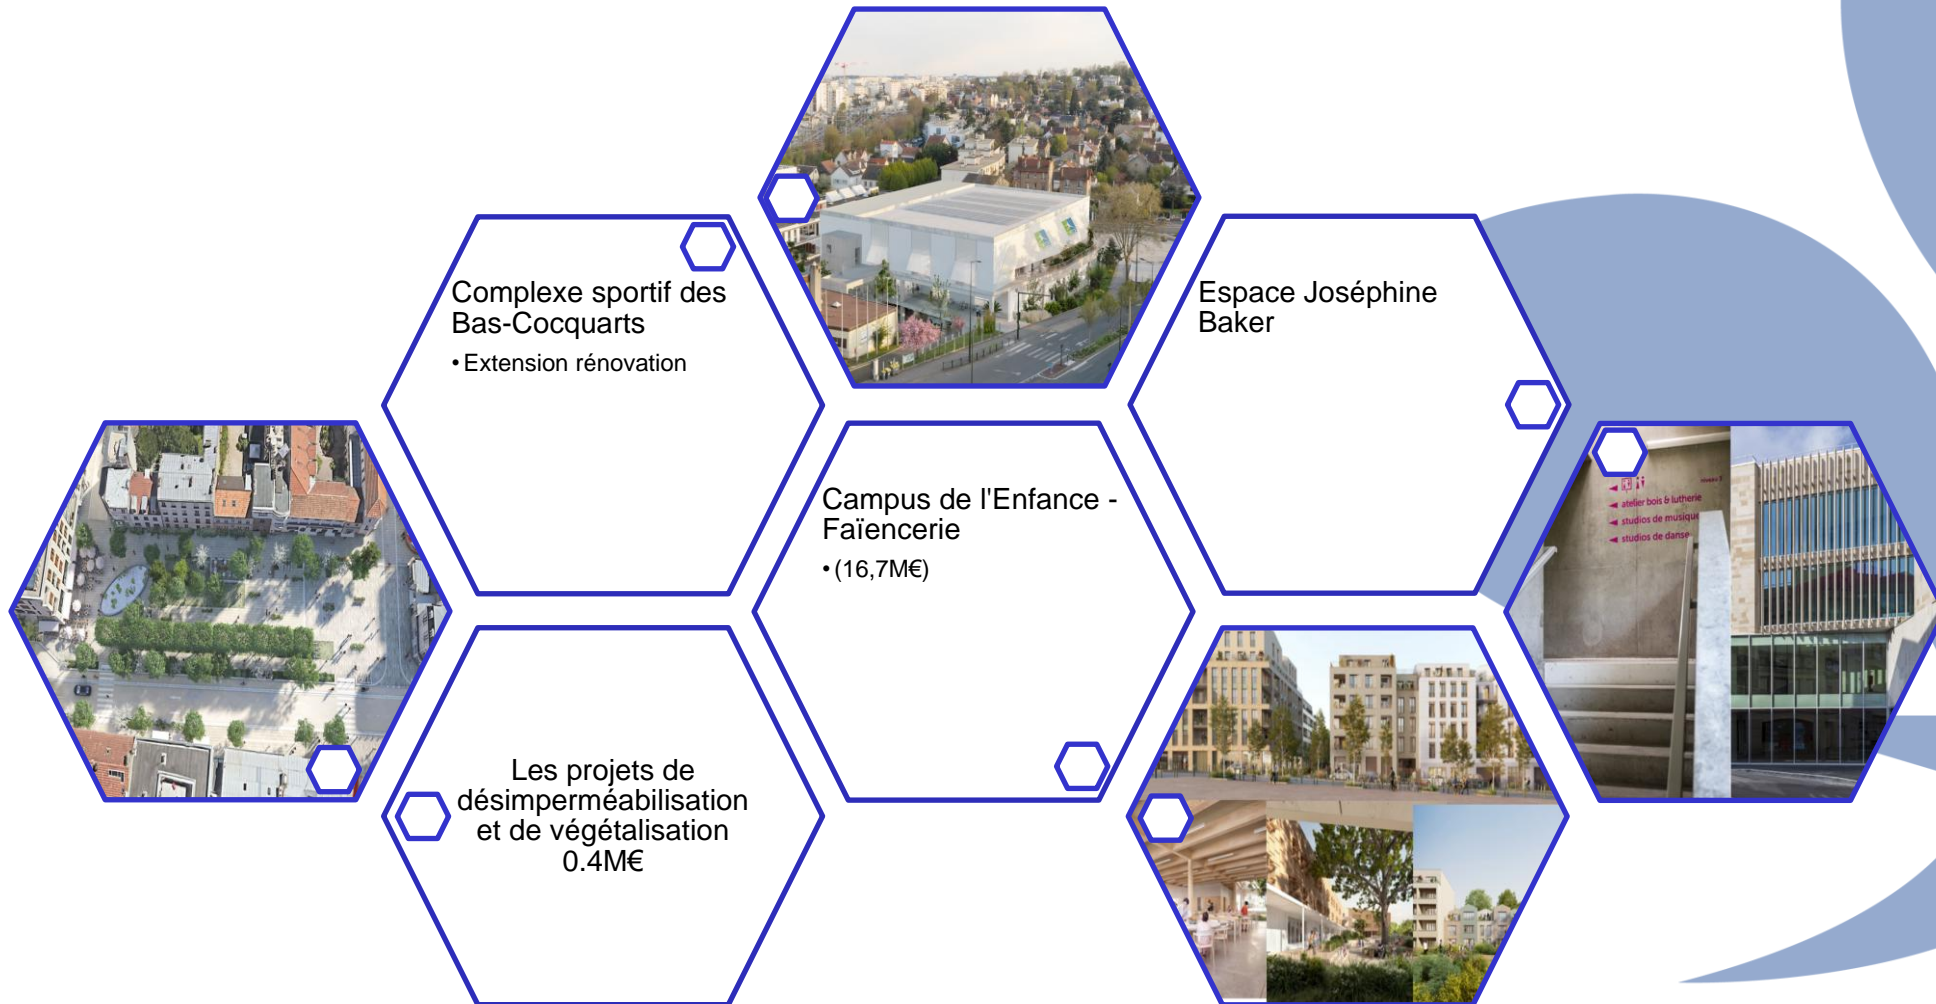 Complexe sportif des
Bas-Cocquarts
• Extension rénovation
Espace Joséphine
Baker
Campus de l'Enfance -
Faïencerie
• (16,7M€)
Les projets de
désimperméabilisation
et de végétalisation
0.4M€
atelier bois & lutherie
studios de musique
studios de danse